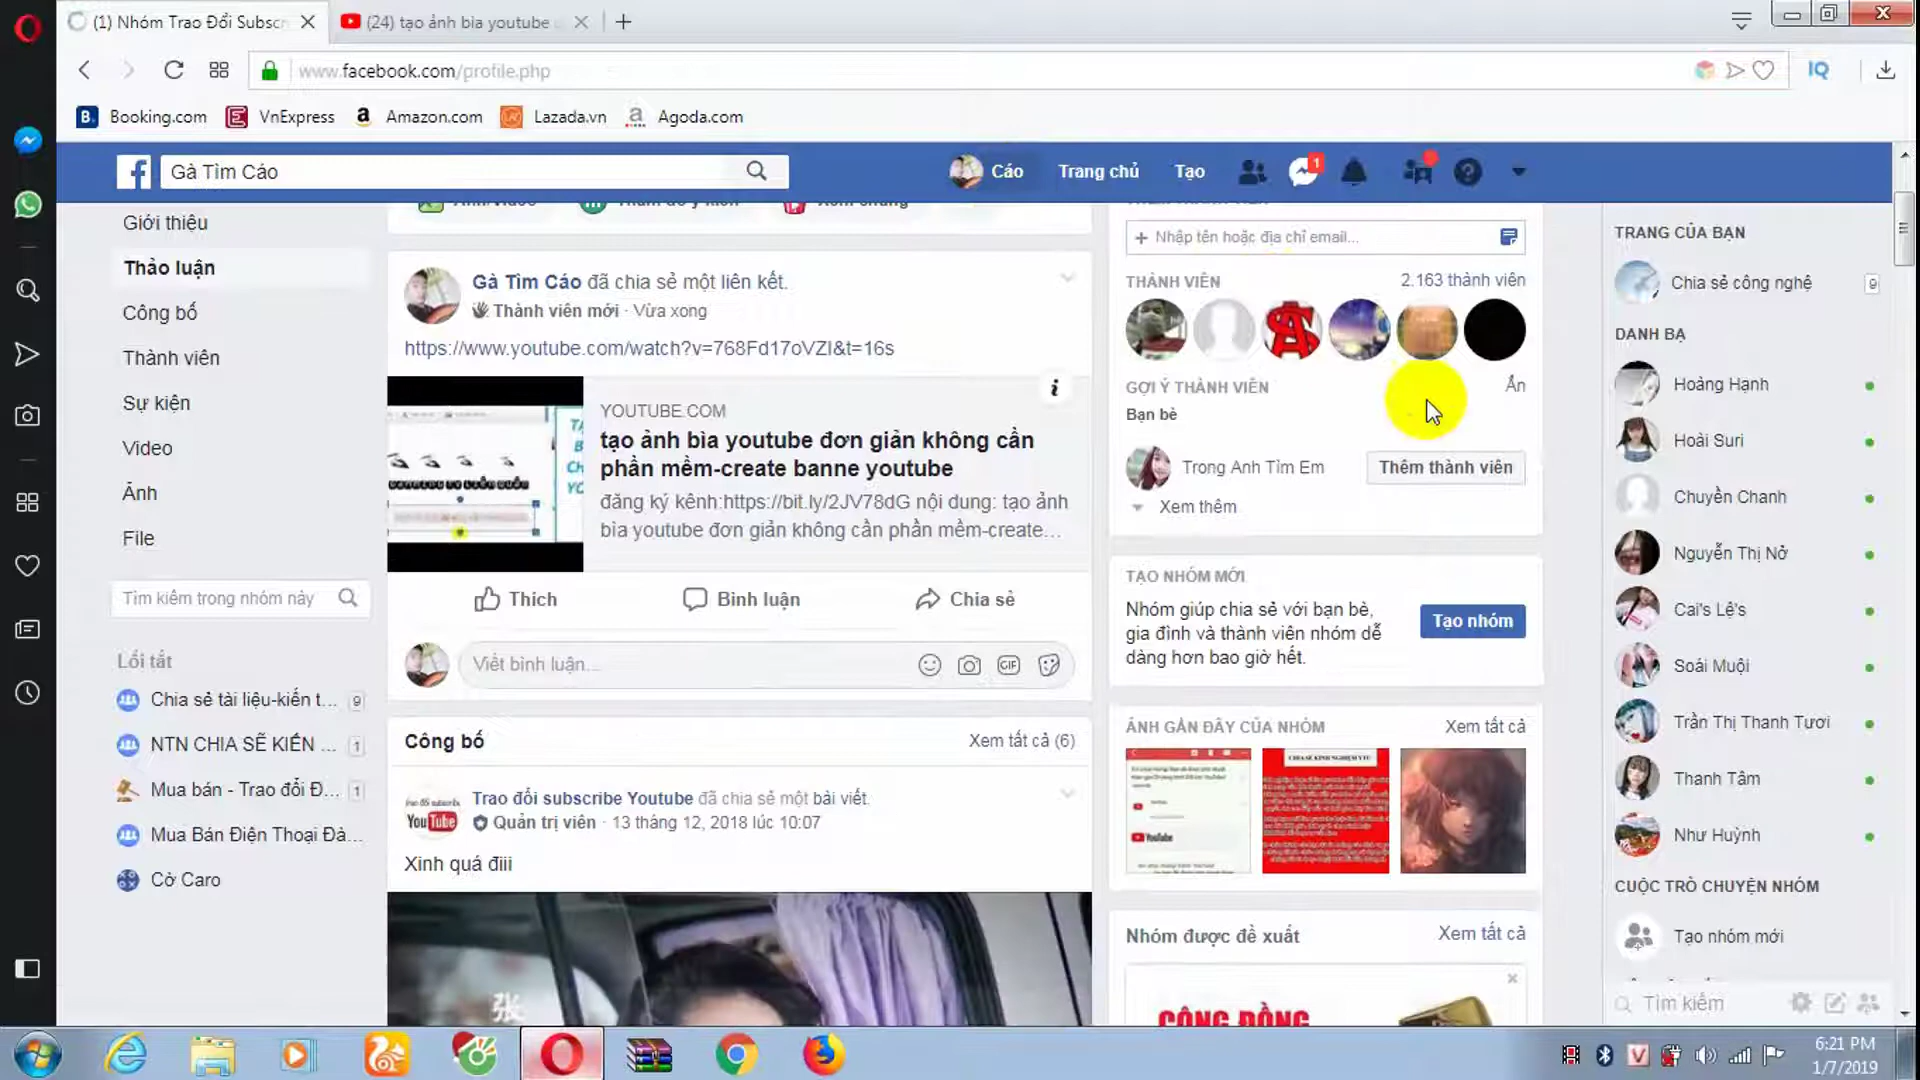 (1) Nhóm Trao Đổi Subscr
(24) tạo ảnh bìa youtube
www.facebook.com/profile.php
Booking.com
VnExpress
Amazon.com
Lazada.vn
Agoda.com
Gà Tìm Cáo
Cáo
Trang chủ
Tạo
1
Giới thiệu
Thảo luận
Công bố
Thành viên
Sự kiện
Video
Ảnh
File
Tìm kiếm trong nhóm này
Lối tắt
Chia sẻ tài liệu-kiến t... 9
NTN CHIA SẼ KIẾN ... 1
Mua bán - Trao đổi Đ... 1
Mua Bán Điện Thoại Đà...
Cờ Caro
Gà Tìm Cáo đã chia sẻ một liên kết.
Thành viên mới · Vừa xong
https://www.youtube.com/watch?v=768Fd17oVZI&t=16s
YOUTUBE.COM
tạo ảnh bìa youtube đơn giản không cần
phần mềm-create banne youtube
đăng ký kênh:https://bit.ly/2JV78dG nội dung: tạo ảnh
bìa youtube đơn giản không cần phần mềm-create...
Thích
Bình luận
Chia sẻ
Viết bình luận...
GIF
Công bố
Xem tất cả (6)
Trao đổi subscribe Youtube đã chia sẻ một bài viết.
Quản trị viên · 13 tháng 12, 2018 lúc 10:07
Xinh quá điii
Nhập tên hoặc địa chỉ email...
THÀNH VIÊN
2.163 thành viên
GỢI Ý THÀNH VIÊN
Ẩn
Bạn bè
Trong Anh Tìm Em
Thêm thành viên
Xem thêm
TẠO NHÓM MỚI
Nhóm giúp chia sẻ với bạn bè,
gia đình và thành viên nhóm dễ
dàng hơn bao giờ hết.
Tạo nhóm
ẢNH GẦN ĐÂY CỦA NHÓM
Xem tất cả
Nhóm được đề xuất
Xem tất cả
CỘNG ĐỒNG
TRANG CỦA BẠN
Chia sẻ công nghệ 9
DANH BẠ
Hoàng Hạnh
Hoài Suri
Chuyền Chanh
Nguyễn Thị Nở
Cai's Lệ's
Soái Muội
Trần Thị Thanh Tươi
Thanh Tâm
Như Huỳnh
CUỘC TRÒ CHUYỆN NHÓM
Tạo nhóm mới
Tìm kiếm
6:21 PM
1/7/2019